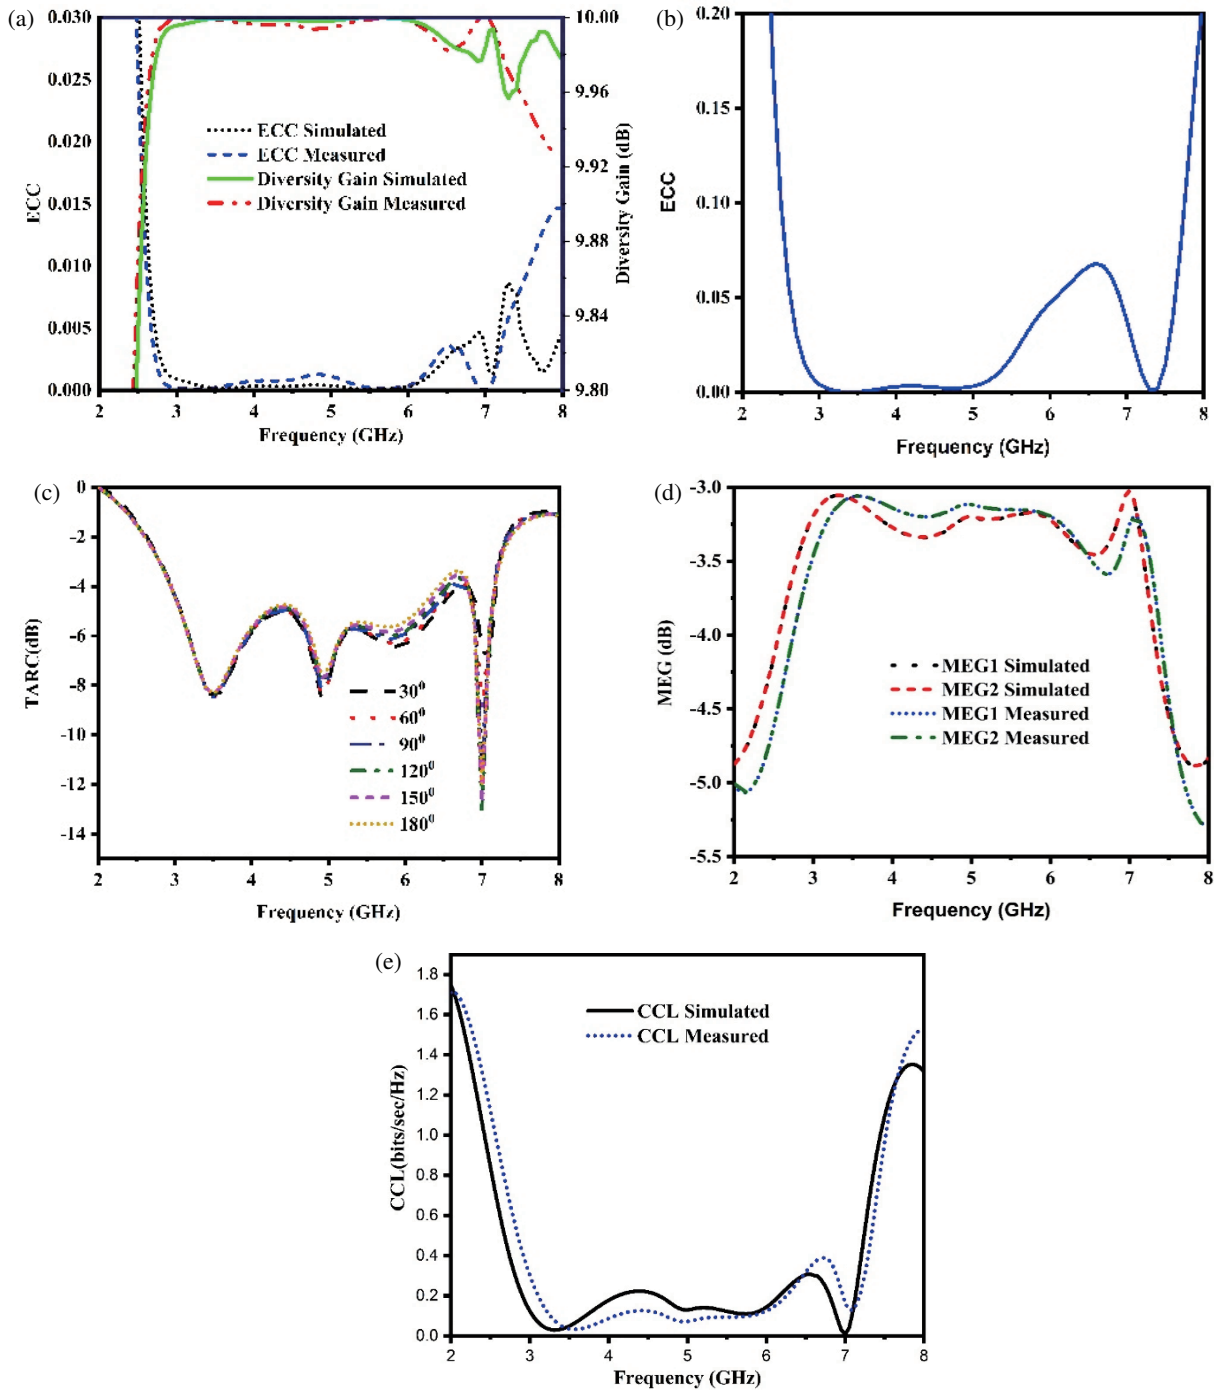 (a)
0.030
0.025
0.020
0.015
0.010
0.005
0.000
ECC
10.00
9.96
9.92
9.88
9.84
9.80
Diversity Gain (dB)
ECC Simulated
ECC Measured
Diversity Gain Simulated
Diversity Gain Measured
2 3 4 5 6 7 8
Frequency (GHz)
(b)
0.20
0.15
0.10
0.05
0.00
ECC
2 3 4 5 6 7 8
Frequency (GHz)
(c)
0
-2
-4
-6
-8
-10
-12
-14
TARC(dB)
30⁰
60⁰
90⁰
120⁰
150⁰
180⁰
2 3 4 5 6 7 8
Frequency (GHz)
(d)
-3.0
-3.5
-4.0
-4.5
-5.0
-5.5
MEG (dB)
MEG1 Simulated
MEG2 Simulated
MEG1 Measured
MEG2 Measured
2 3 4 5 6 7 8
Frequency (GHz)
(e)
1.8
1.6
1.4
1.2
1.0
0.8
0.6
0.4
0.2
0.0
CCL(bits/sec/Hz)
CCL Simulated
CCL Measured
2 3 4 5 6 7 8
Frequency (GHz)